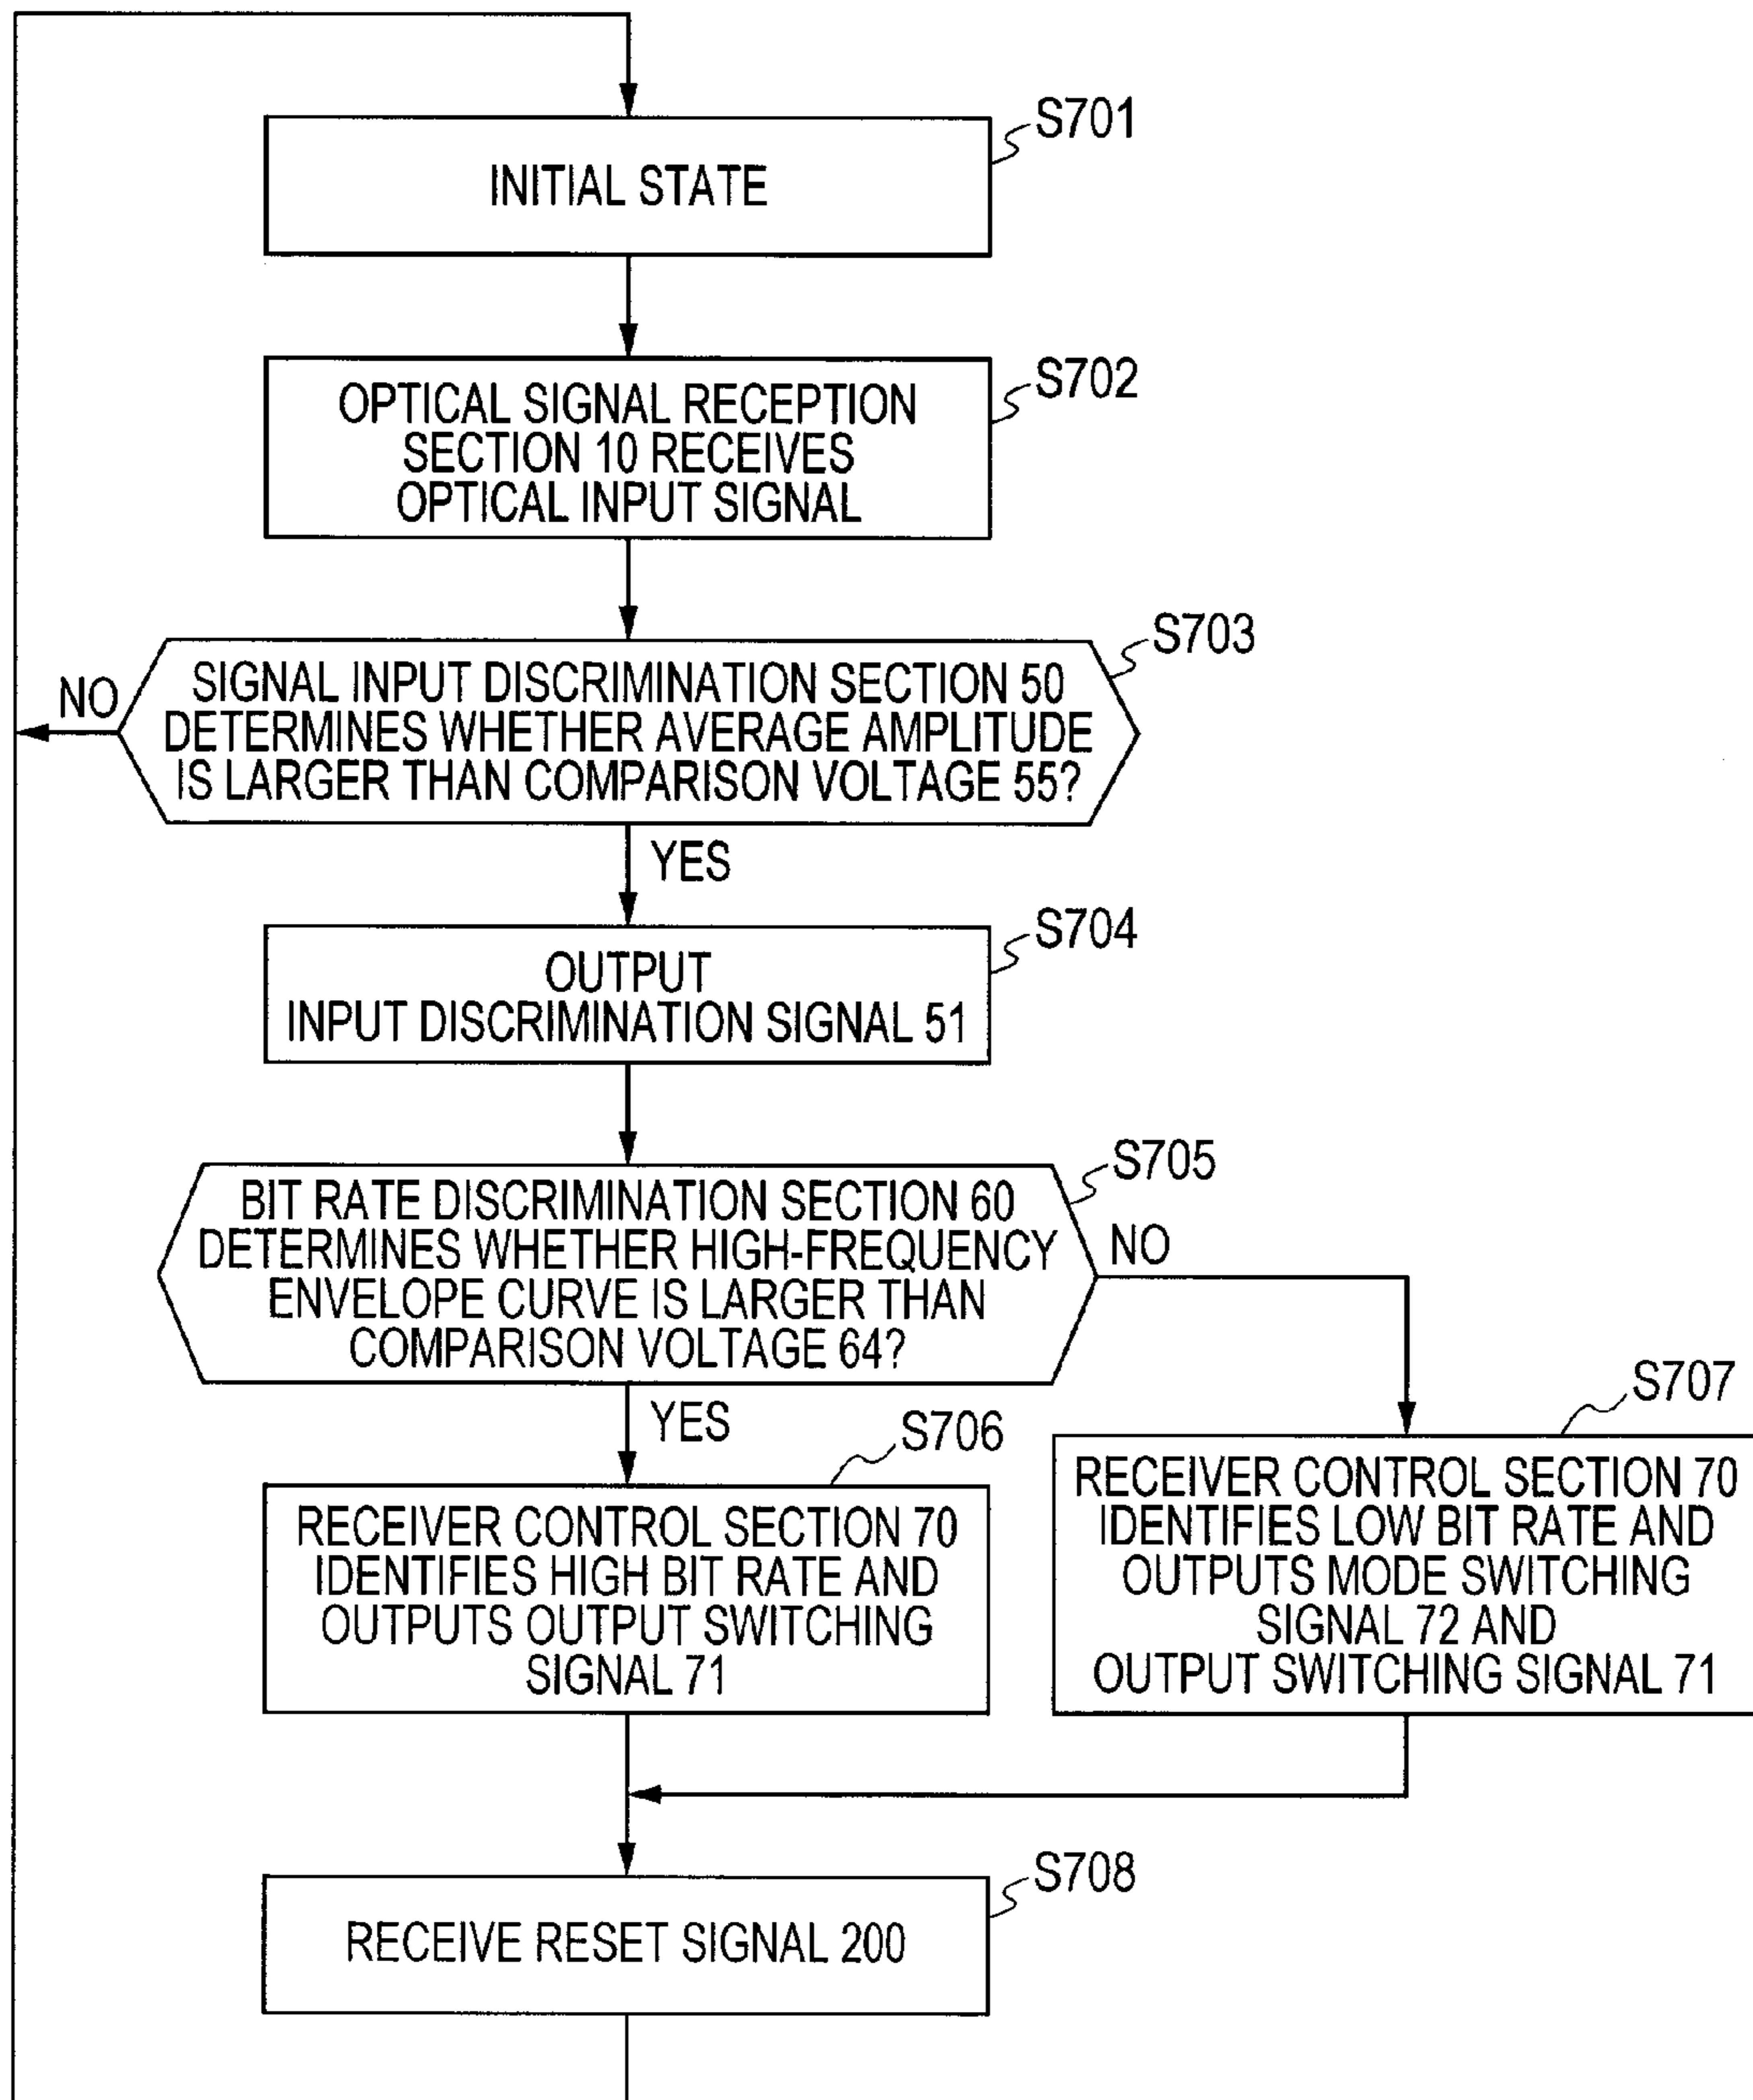 S701
INITIAL STATE
S702
OPTICAL SIGNAL RECEPTION
SECTION 10 RECEIVES
OPTICAL INPUT SIGNAL
S703
NO
SIGNAL INPUT DISCRIMINATION SECTION 50
DETERMINES WHETHER AVERAGE AMPLITUDE
IS LARGER THAN COMPARISON VOLTAGE 55?
YES
S704
OUTPUT
INPUT DISCRIMINATION SIGNAL 51
S705
BIT RATE DISCRIMINATION SECTION 60
DETERMINES WHETHER HIGH-FREQUENCY
ENVELOPE CURVE IS LARGER THAN
COMPARISON VOLTAGE 64?
NO
YES
S706
RECEIVER CONTROL SECTION 70
IDENTIFIES HIGH BIT RATE AND
OUTPUTS OUTPUT SWITCHING
SIGNAL 71
S707
RECEIVER CONTROL SECTION 70
IDENTIFIES LOW BIT RATE AND
OUTPUTS MODE SWITCHING
SIGNAL 72 AND
OUTPUT SWITCHING SIGNAL 71
S708
RECEIVE RESET SIGNAL 200